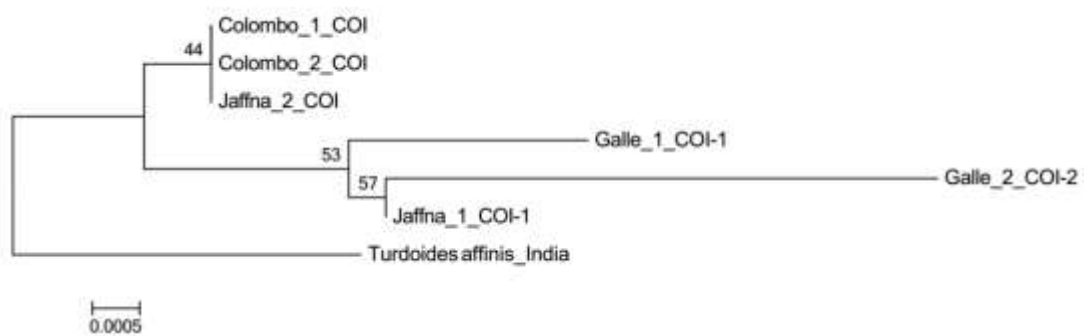 Colombo_1_COI
44
Colombo_2_COI
Jaffna_2_COI
Galle_1_COI-1
53
57
Galle_2_COI-2
Jaffna_1_COI-1
Turdoides affinis_India
0.0005